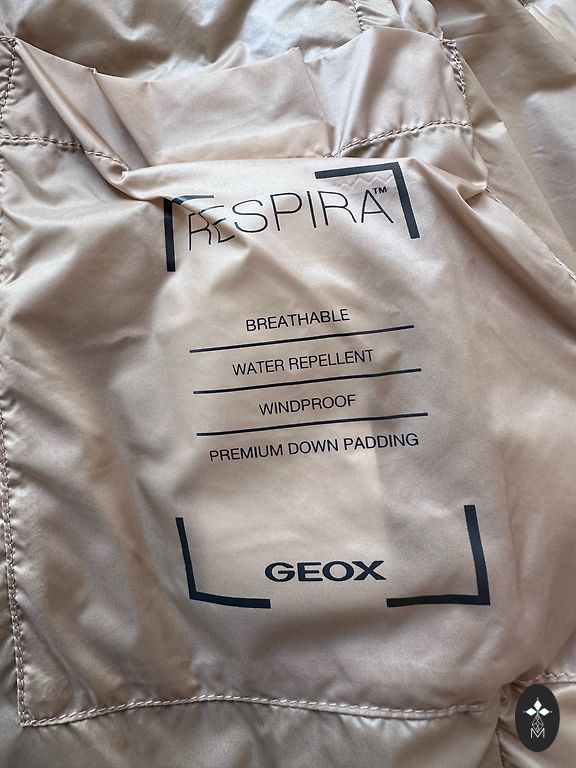 RESPIRA™
BREATHABLE
WATER REPELLENT
WINDPROOF
PREMIUM DOWN PADDING
GEOX